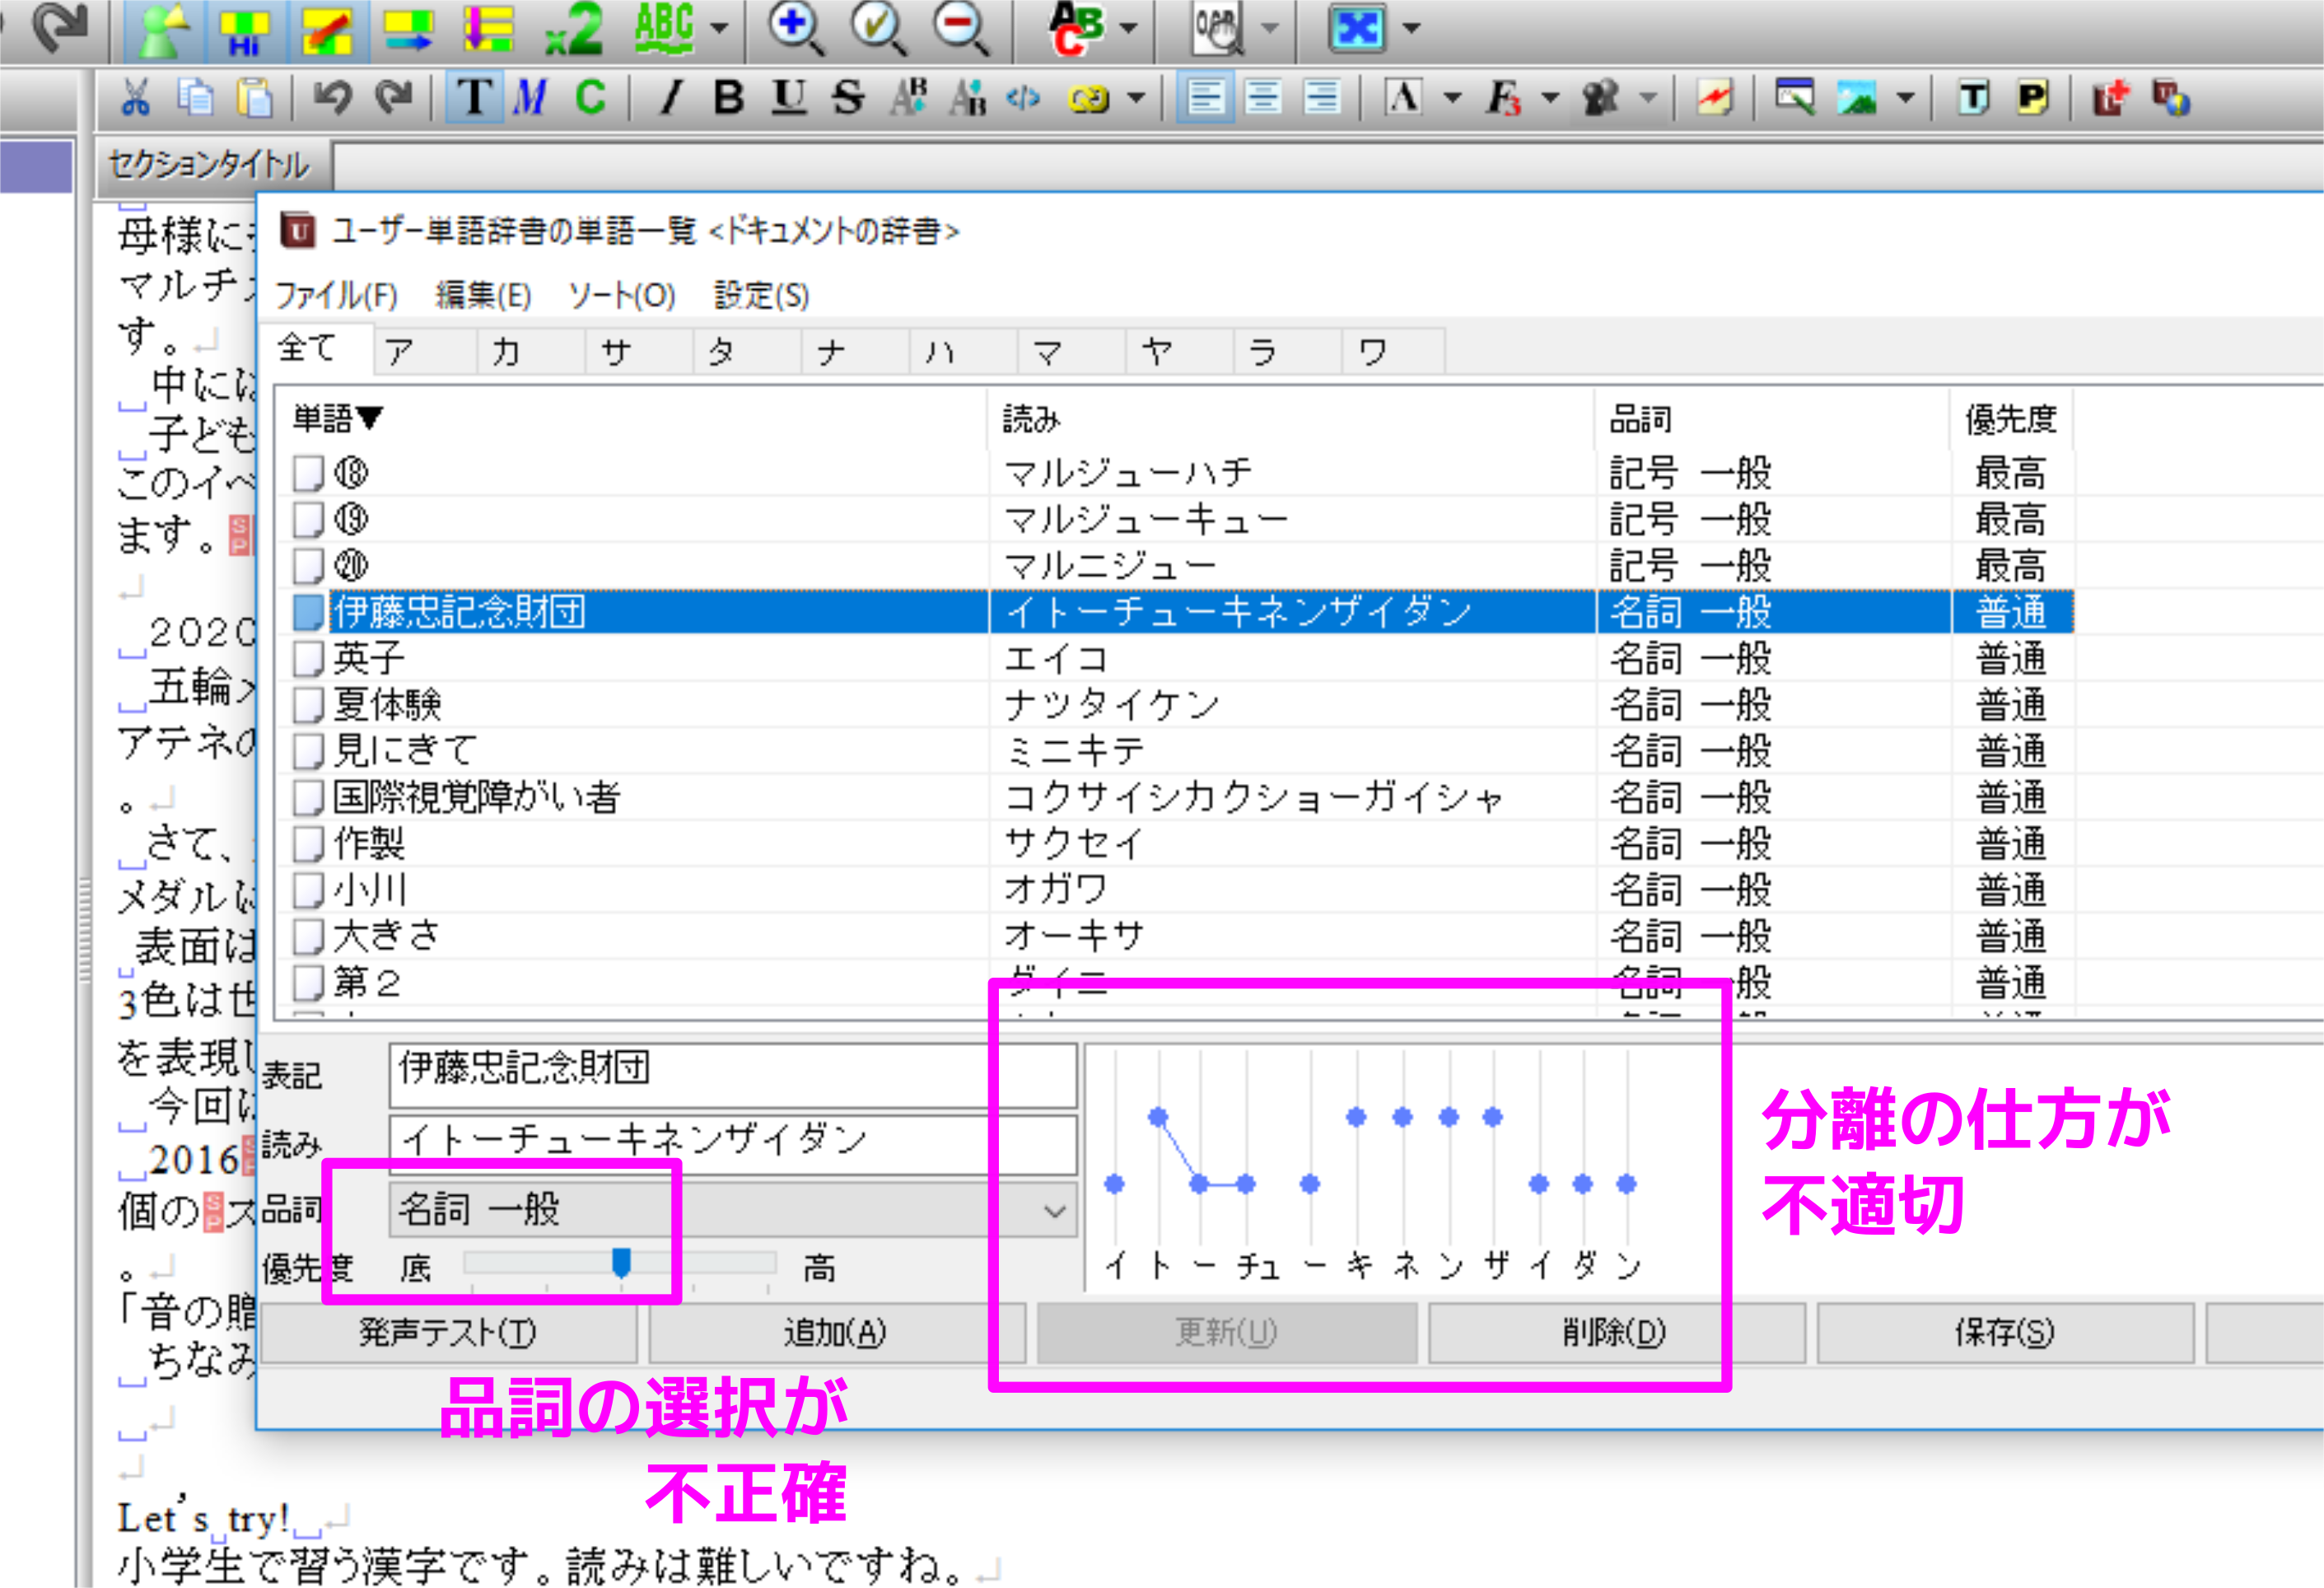 Hi
x2
ABC
ABC
T M C I B U S A B A B </> A F3 T P
セクションタイトル
ユーザー単語辞書の単語一覧 <ドキュメントの辞書>
ファイル(F) 編集(E) ソート(O) 設定(S)
全て ア カ サ タ ナ ハ マ ヤ ラ ワ
単語▼ 読み 品詞 優先度
⑱ マルジューハチ 記号 一般 最高
⑲ マルジューキュー 記号 一般 最高
⑳ マルニジュー 記号 一般 最高
伊藤忠記念財団 イトーチューキネンザイダン 名詞 一般 普通
英子 エイコ 名詞 一般 普通
夏体験 ナツタイケン 名詞 一般 普通
見にきて ミニキテ 名詞 一般 普通
国際視覚障がい者 コクサイシカクショーガイシャ 名詞 一般 普通
作製 サクセイ 名詞 一般 普通
小川 オガワ 名詞 一般 普通
大きさ オーキサ 名詞 一般 普通
第２ ダイニ 名詞 一般 普通
表記 伊藤忠記念財団
読み イトーチューキネンザイダン
品詞 名詞 一般
優先度 底 高
イ ト ー チュ ー キ ネ ン ザ イ ダ ン
発声テスト(T) 追加(A) 更新(U) 削除(D) 保存(S)
分離の仕方が
不適切
品詞の選択が
不正確
母様に
マルチ
す。
中に
子ども
このイベ
ます。
202
五輪
アテネの
。
さて、
メダルに
表面は
3色は世
を表現し
今回
2016
個の ス
。
「音の贈
ちなみ
Let's try!
小学生で習う漢字です。読みは難しいですね。